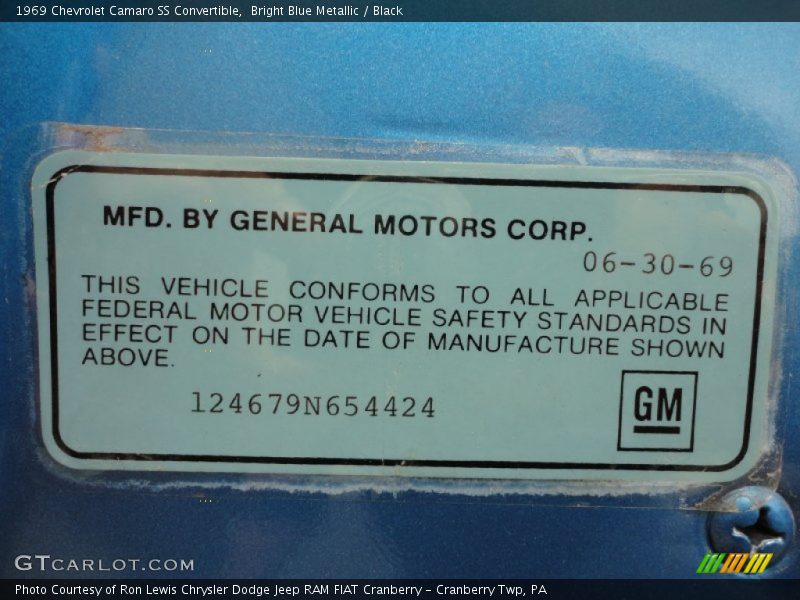 1969 Chevrolet Camaro SS Convertible,  Bright Blue Metallic / Black
MFD. BY GENERAL MOTORS CORP.
06-30-69
THIS VEHICLE CONFORMS TO ALL APPLICABLE
FEDERAL MOTOR VEHICLE SAFETY STANDARDS IN
EFFECT ON THE DATE OF MANUFACTURE SHOWN
ABOVE.
124679N654424
GM
GTCARLOT.COM
Photo Courtesy of Ron Lewis Chrysler Dodge Jeep RAM FIAT Cranberry – Cranberry Twp, PA